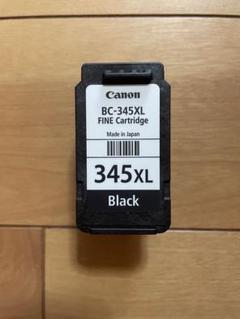 Canon
BC-345XL
FINE Cartridge
Made in Japan
345XL
Black